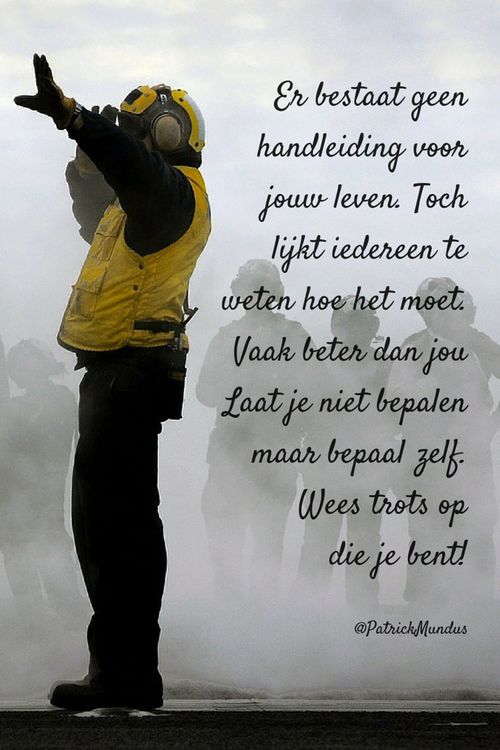 Er bestaat geen
handleiding voor
jouw leven. Toch
lijkt iedereen te
weten hoe het moet.
Vaak beter dan jou
Laat je niet bepalen
maar bepaal zelf.
Wees trots op
die je bent!
@PatrickMundus